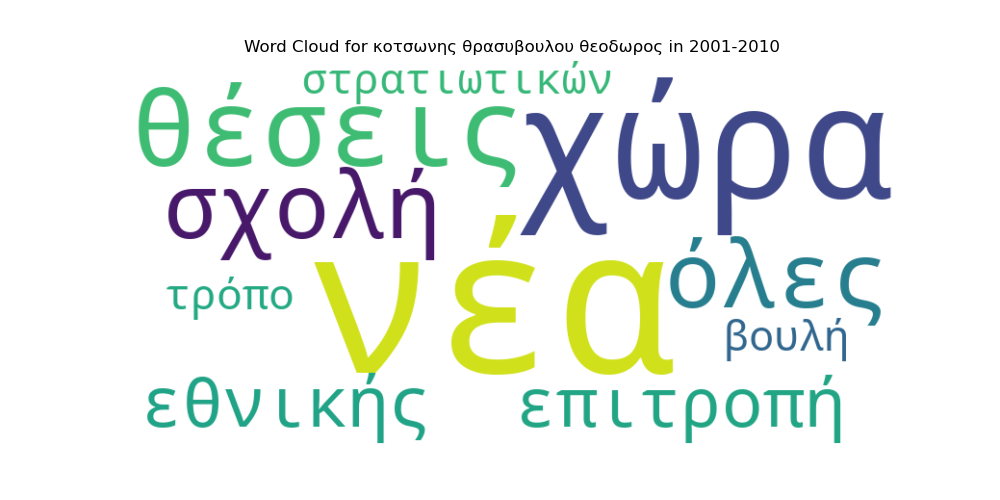 Word Cloud for κοτσωνης θρασυβουλου θεοδωρος in 2001-2010
στρατιωτικών
θέσεις χώρα
σχολή
νέα όλες
τρόπο
βουλή
εθνικής επιτροπή